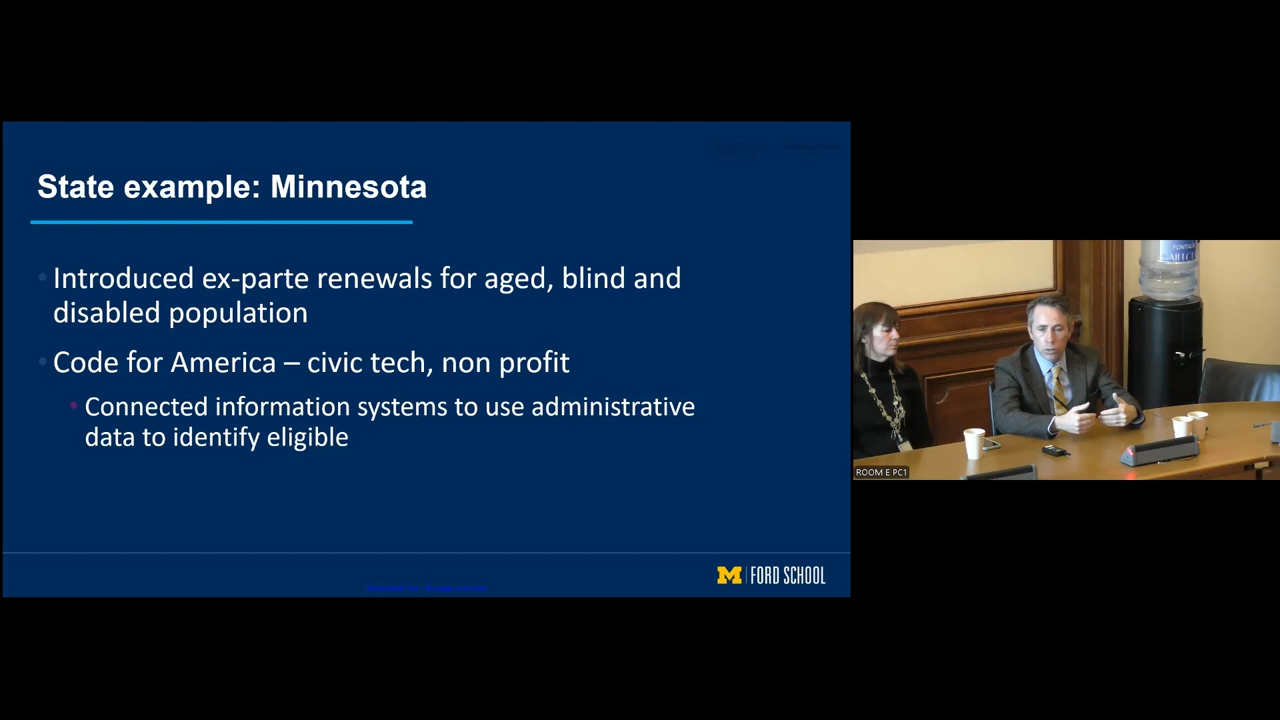 State example: Minnesota
Introduced ex-parte renewals for aged, blind and
disabled population
Code for America – civic tech, non profit
Connected information systems to use administrative
data to identify eligible
M FORD SCHOOL
ROOM E PC1